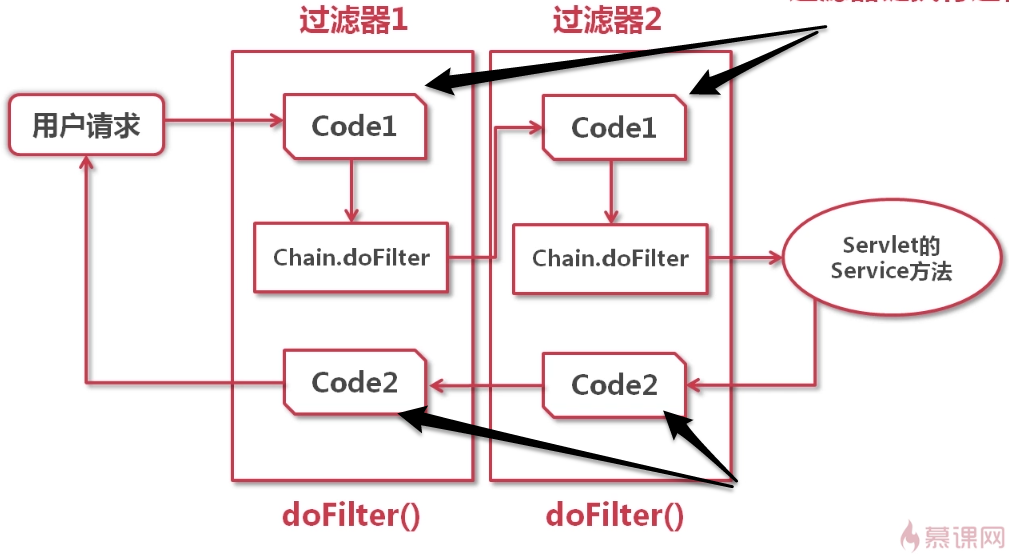 过滤器1
过滤器2
用户请求
Code1
Code1
Chain.doFilter
Chain.doFilter
Servlet的
Service方法
Code2
Code2
doFilter()
doFilter()
慕课网